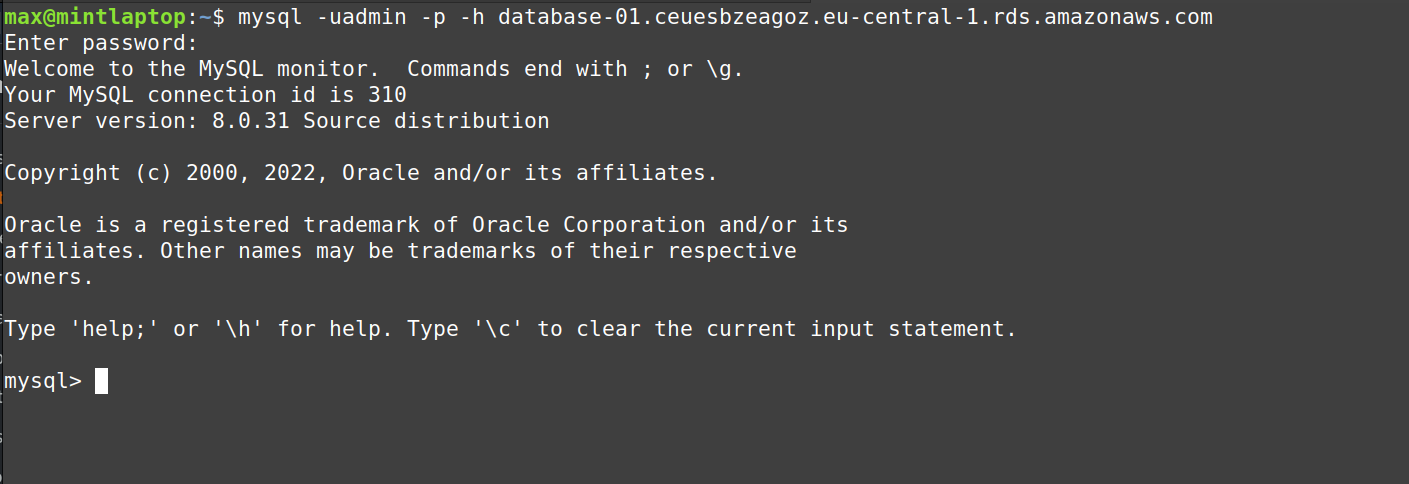 max@mintlaptop:~$ mysql -uadmin -p -h database-01.ceuesbzeagoz.eu-central-1.rds.amazonaws.com
Enter password:
Welcome to the MySQL monitor.  Commands end with ; or \g.
Your MySQL connection id is 310
Server version: 8.0.31 Source distribution

Copyright (c) 2000, 2022, Oracle and/or its affiliates.

Oracle is a registered trademark of Oracle Corporation and/or its
affiliates. Other names may be trademarks of their respective
owners.

Type 'help;' or '\h' for help. Type '\c' to clear the current input statement.

mysql>